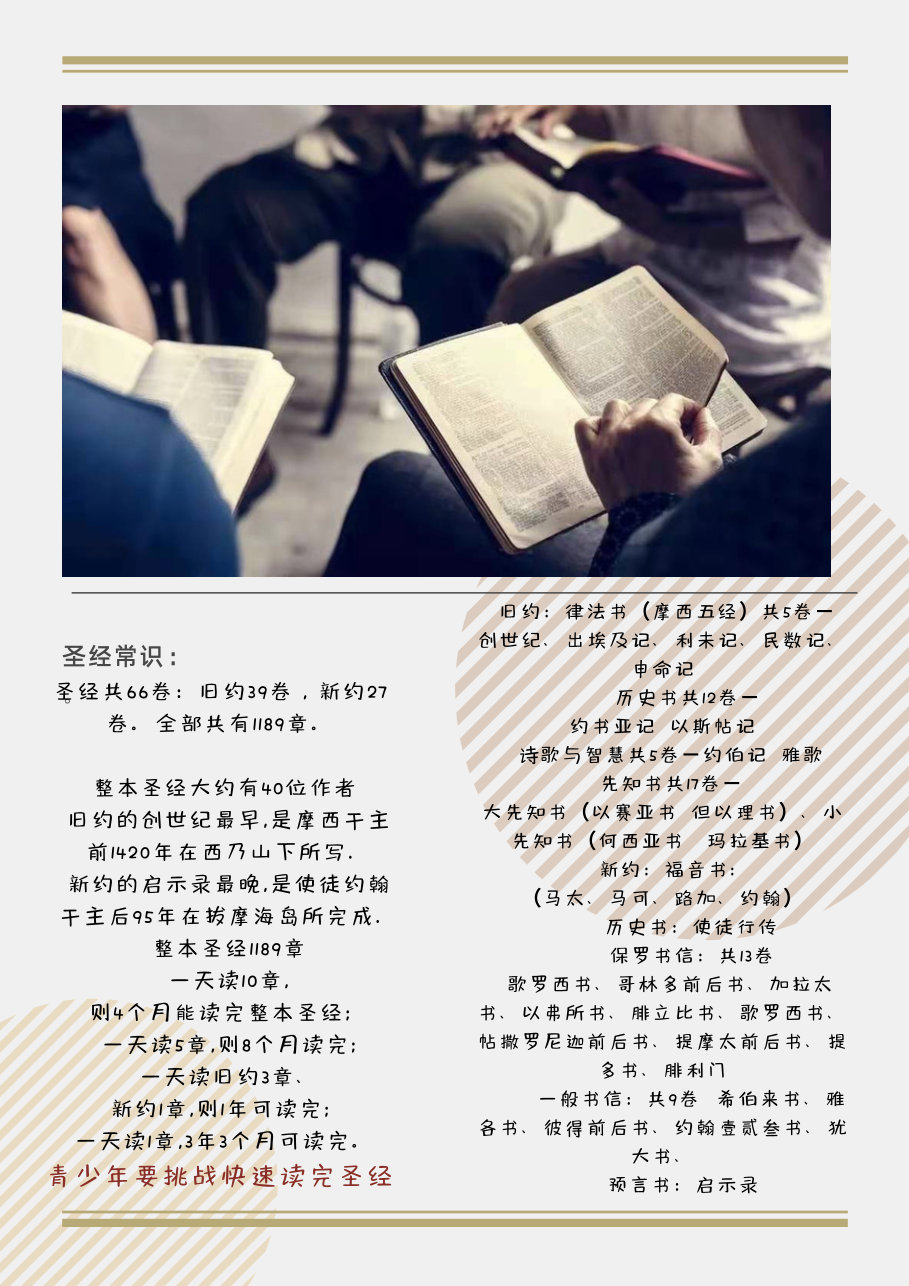 圣经常识：
圣经共66卷： 旧约39卷 ，新约27
卷。 全部共有1189章。
。
整本圣经大约有40位作者
旧约的创世纪最早,是摩西干主
前1420年在西乃山下所写.
新约的启示录最晚,是使徒约翰
干主后95年在拔摩海岛所完成.
整本圣经1189章
一天读10章,
则4个月能读完整本圣经;
一天读5章,则8个月读完;
一天读旧约3章、
新约1章,则1年可读完;
一天读1章,3年3个月可读完。
青少年要挑战快速读完圣经
旧约： 律法书 （摩西五经） 共5卷一
创世纪、 出埃及记、 利未记、 民数记、
申命记
历史书共12卷一
约书亚记 以斯帖记
诗歌与智慧共5卷一约伯记 雅歌
先知书共17卷一
大先知书 （以赛亚书 但以理书） 、 小
先知书 （何西亚书 玛拉基书）
新约： 福音书：
（马太、 马可、 路加、 约翰）
历史书： 使徒行传
保罗书信： 共13卷
歌罗西书、 哥林多前后书、 加拉太
书、 以弗所书、 腓立比书、 歌罗西书、
帖撒罗尼迦前后书、 提摩太前后书、 提
多书、 腓利门
一般书信： 共9卷 希伯来书、 雅
各书、 彼得前后书、 约翰壹贰叁书、 犹
大书、
预言书： 启示录